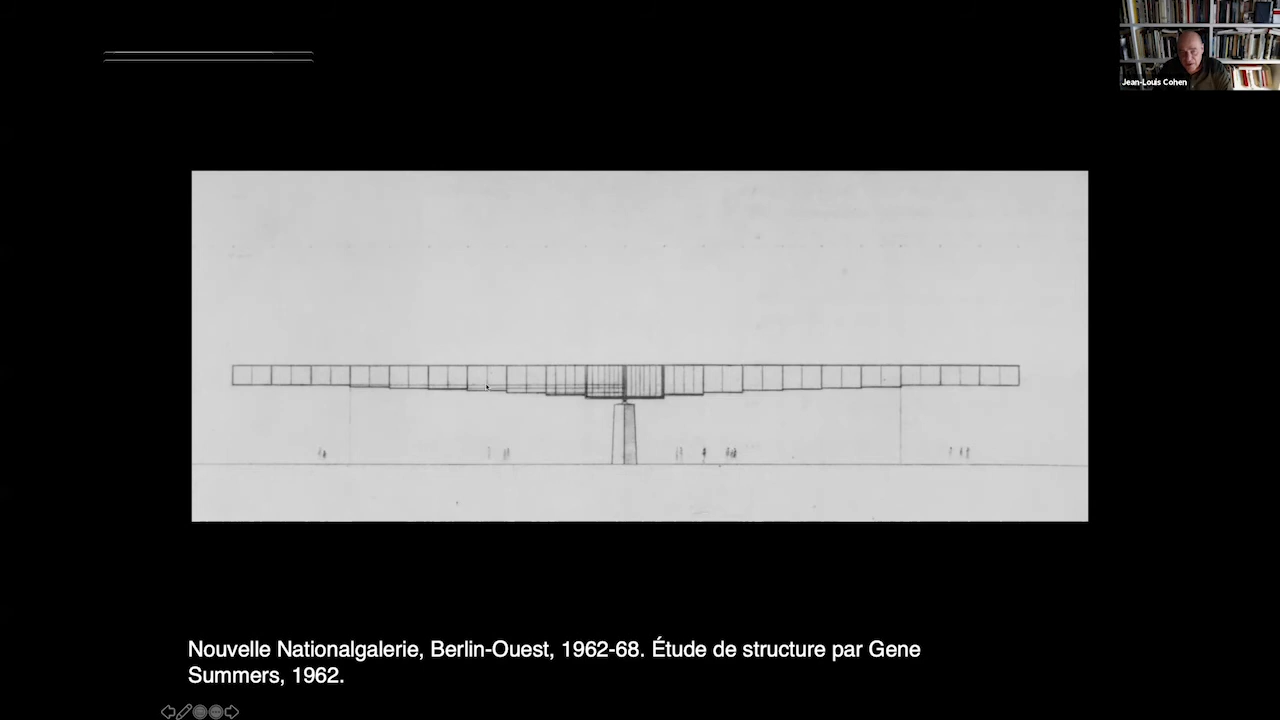 Jean-Louis Cohen
Nouvelle Nationalgalerie, Berlin-Ouest, 1962-68. Étude de structure par Gene
Summers, 1962.